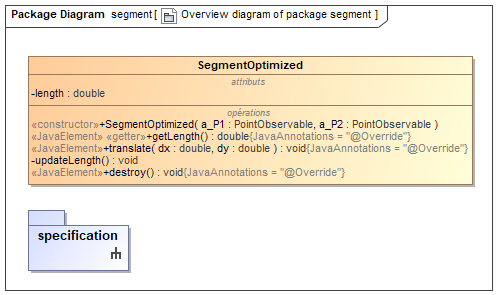 Package Diagram segment [ Overview diagram of package segment ]
SegmentOptimized
attributs
-length : double
opérations
«constructor»+SegmentOptimized( a_P1 : PointObservable, a_P2 : PointObservable )
«JavaElement» «getter»+getLength() : double{JavaAnnotations = "@Override"}
«JavaElement»+translate( dx : double, dy : double ) : void{JavaAnnotations = "@Override"}
-updateLength() : void
«JavaElement»+destroy() : void{JavaAnnotations = "@Override"}
specification